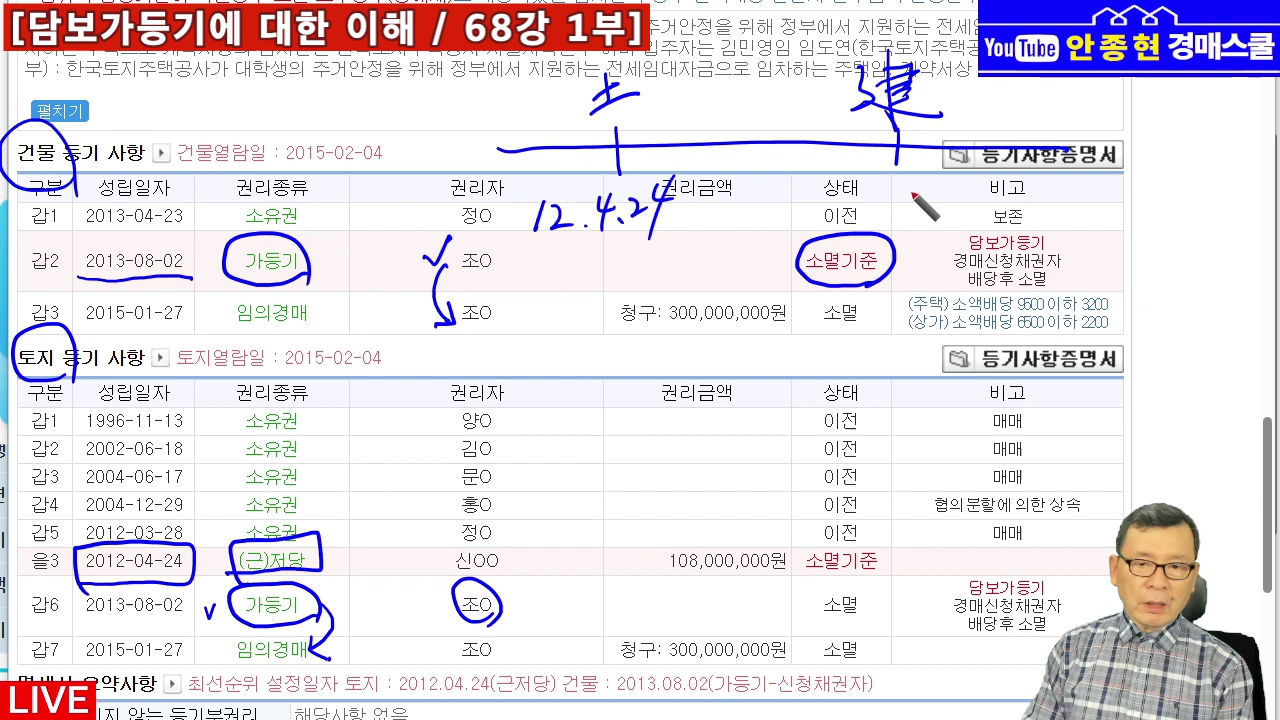 [담보가등기에 대한 이해 / 68강 1부]
YouTube 안종현 경매스쿨
주거안정을 위해 정부에서 지원하는 전세임
부) : 한국토지주택공사가 대학생의 주거안정을 위해 정부에서 지원하는 전세임대자금으로 임차하는 주택임. 계약서상
펼치기
土 建
12.4.24
건물 등기 사항 건물열람일 : 2015-02-04 등기사항증명서
구분 성립일자 권리종류 권리자 권리금액 상태 비고
갑1 2013-04-23 소유권 정O 이전 보존
갑2 2013-08-02 가등기 조O 소멸기준 담보가등기
경매신청채권자
배당후 소멸
갑3 2015-01-27 임의경매 조O 청구: 300,000,000원 소멸 (주택) 소액배당 9500 이하 3200
(상가) 소액배당 6500 이하 2200
토지 등기 사항 토지열람일 : 2015-02-04 등기사항증명서
구분 성립일자 권리종류 권리자 권리금액 상태 비고
갑1 1996-11-13 소유권 양O 이전 매매
갑2 2002-06-18 소유권 김O 이전 매매
갑3 2004-06-17 소유권 문O 이전 매매
갑4 2004-12-29 소유권 홍O 이전 협의분할에 의한 상속
갑5 2012-03-28 소유권 정O 이전 매매
을3 2012-04-24 (근)저당 신OO 108,000,000원 소멸기준
갑6 2013-08-02 가등기 조O 소멸 담보가등기
경매신청채권자
배당후 소멸
갑7 2015-01-27 임의경매 조O 청구: 300,000,000원 소멸
요약사항 최선순위 설정일자 토지 : 2012.04.24(근저당) 건물 : 2013.08.02(가등기-신청채권자)
LIVE
지 않는 등기부권리 해당사항 없음